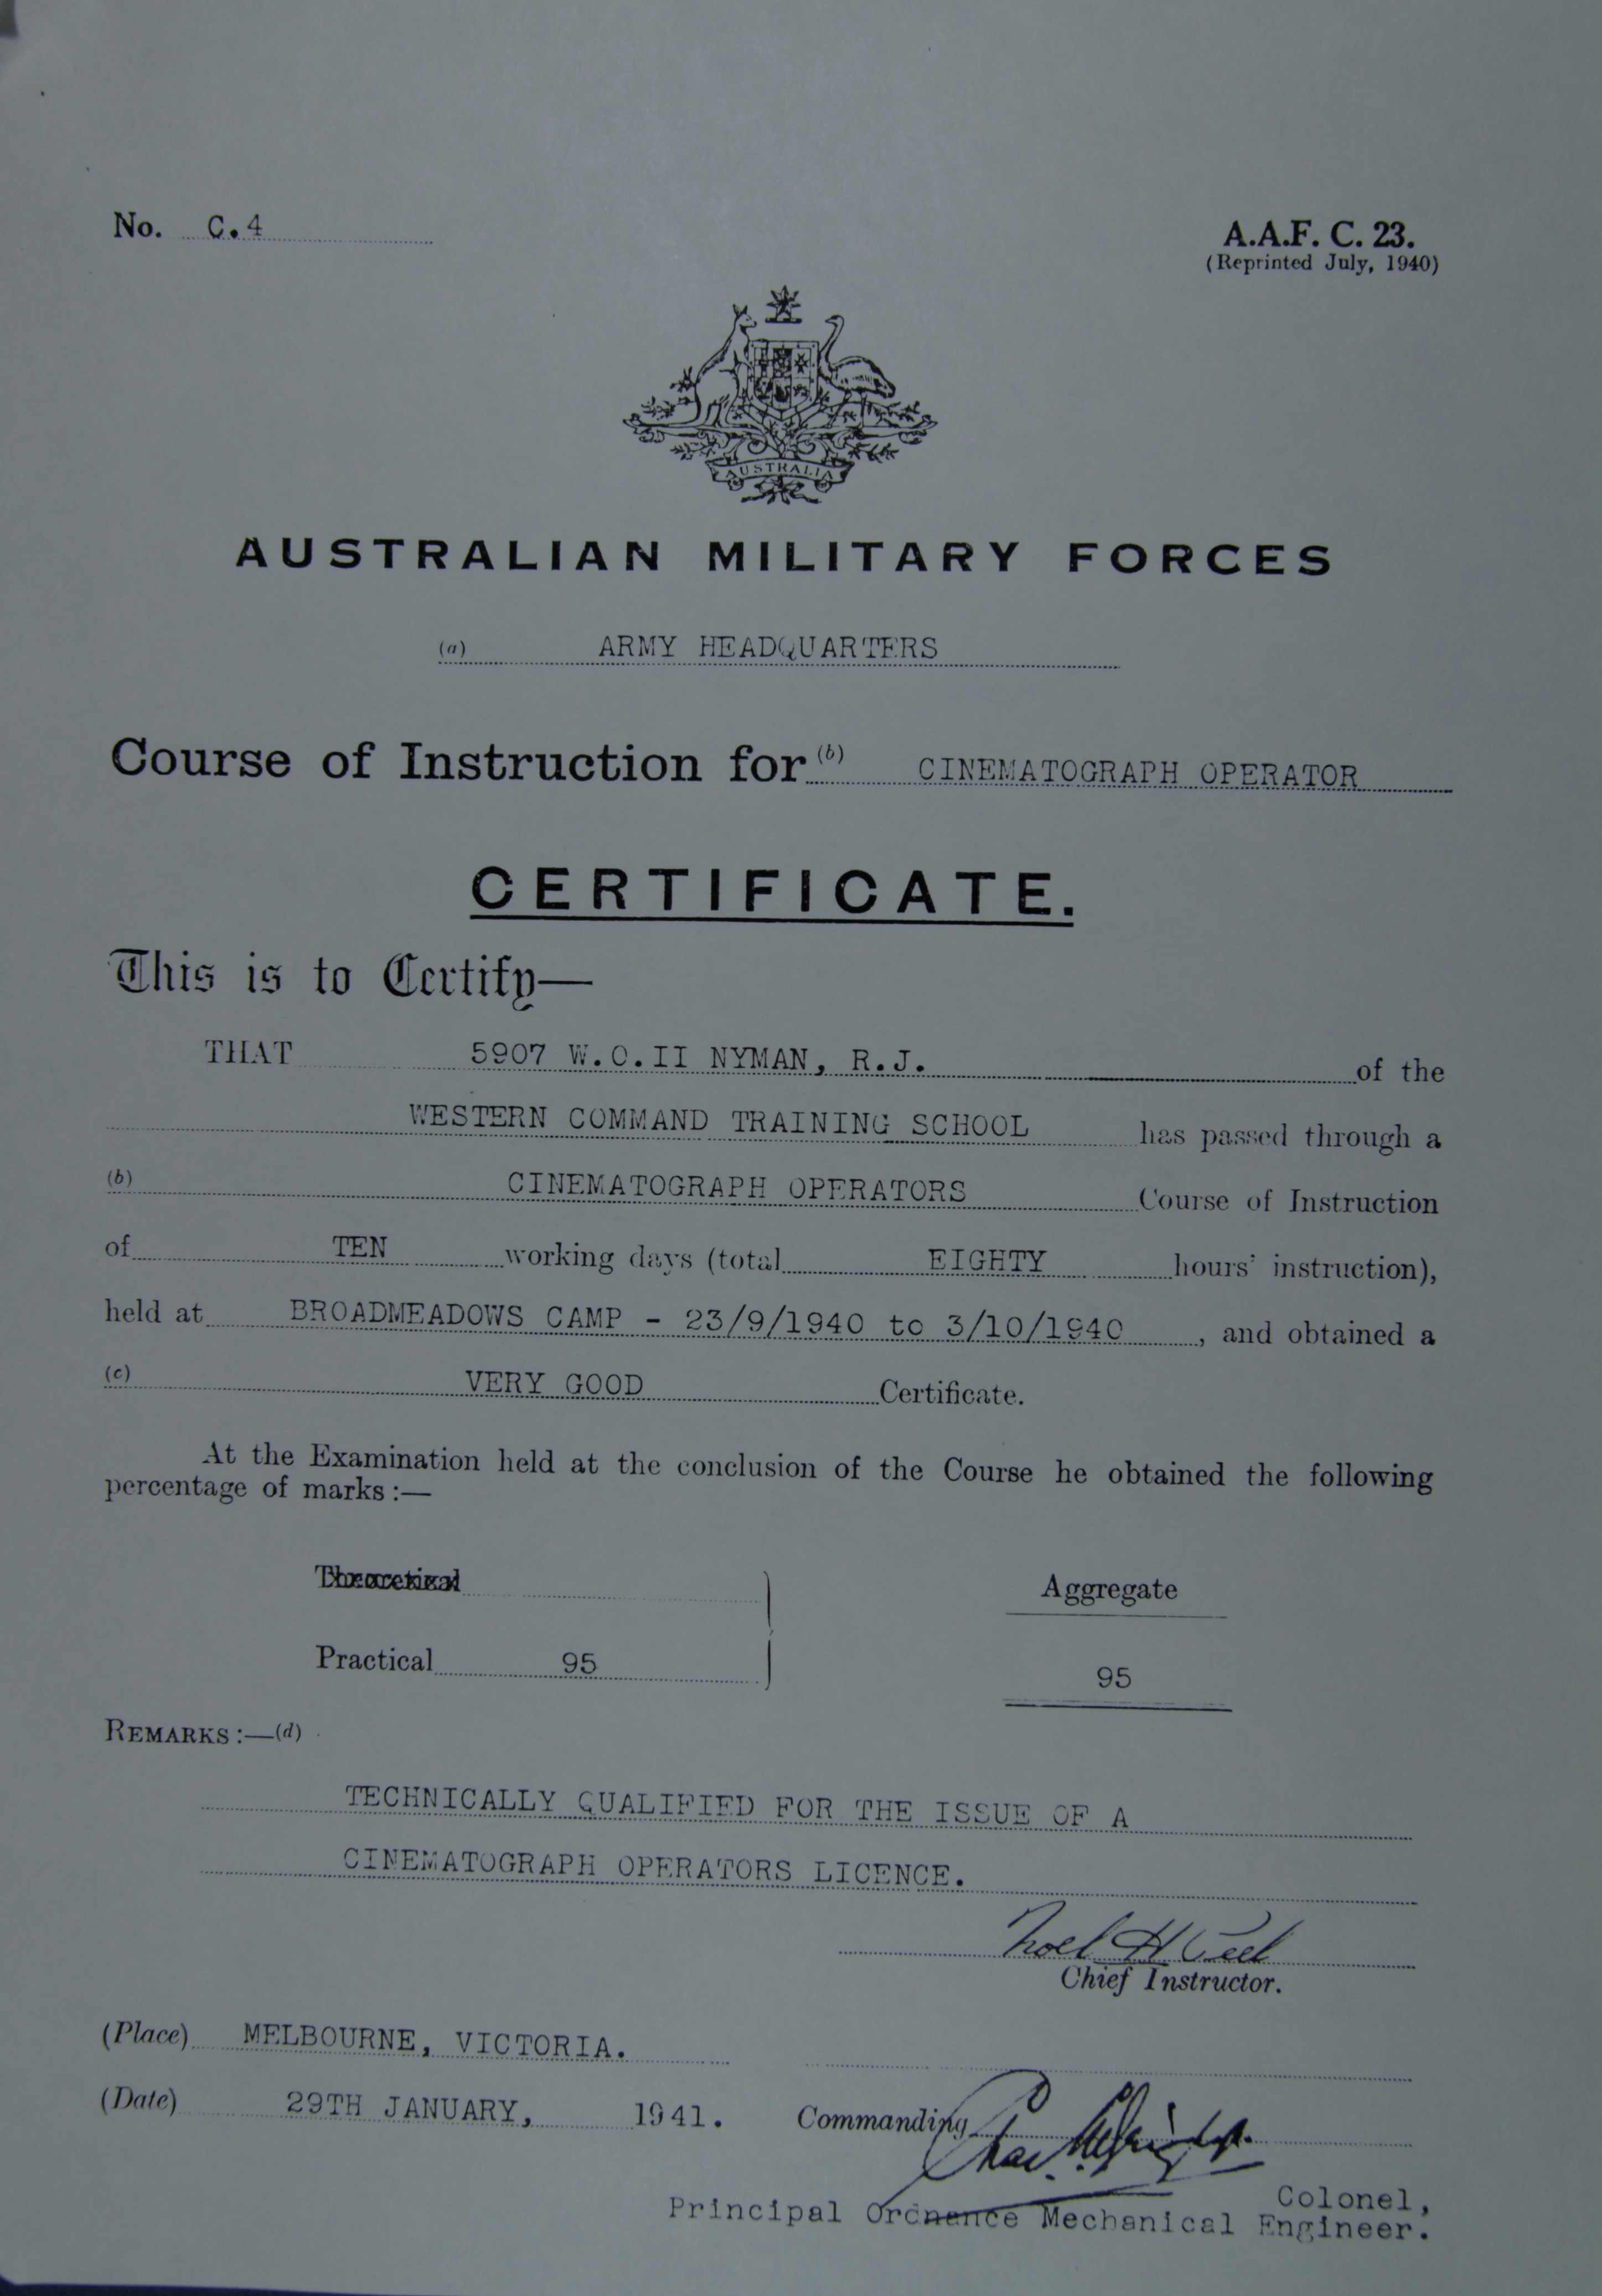 No. C.4
A.A.F. C. 23.
(Reprinted July, 1940)
AUSTRALIA
AUSTRALIAN MILITARY FORCES
(a) ARMY HEADQUARTERS
Course of Instruction for (b) CINEMATOGRAPH OPERATOR
CERTIFICATE.
This is to Certify—
THAT 5907 W.O.II NYMAN, R.J. of the
WESTERN COMMAND TRAINING SCHOOL has passed through a
(b) CINEMATOGRAPH OPERATORS Course of Instruction
of TEN working days (total EIGHTY hours' instruction),
held at BROADMEADOWS CAMP - 23/9/1940 to 3/10/1940, and obtained a
(c) VERY GOOD Certificate.
At the Examination held at the conclusion of the Course he obtained the following
percentage of marks :—
Theoretical
Aggregate
Practical 95
95
REMARKS :—(d)
TECHNICALLY QUALIFIED FOR THE ISSUE OF A
CINEMATOGRAPH OPERATORS LICENCE.
Noel H
Chief Instructor.
(Place) MELBOURNE, VICTORIA.
(Date) 29TH JANUARY, 1941. Commanding
Colonel,
Principal Ordnance Mechanical Engineer.